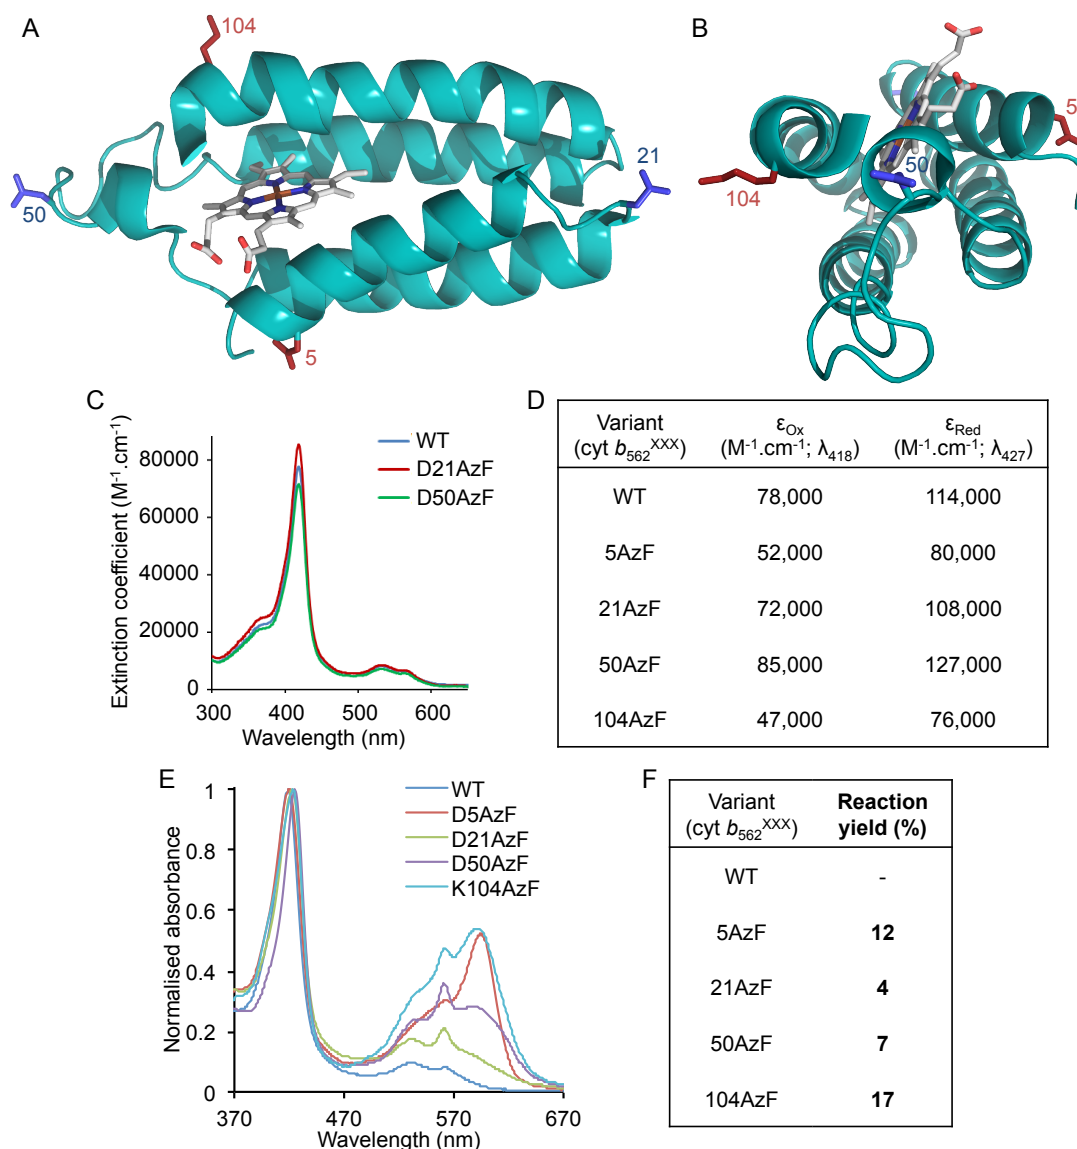 A
104
50
21
5
B
5
50
104
C
Extinction coefficient (M-1.cm-1)
80000
60000
40000
20000
0
300 400 500 600
Wavelength (nm)
WT
D21AzF
D50AzF
D
Variant (cyt b562XXX) εOx (M-1.cm-1; λ418) εRed (M-1.cm-1; λ427)
WT 78,000 114,000
5AzF 52,000 80,000
21AzF 72,000 108,000
50AzF 85,000 127,000
104AzF 47,000 76,000
E
Normalised absorbance
1
0.8
0.6
0.4
0.2
0
370 470 570 670
Wavelength (nm)
WT
D5AzF
D21AzF
D50AzF
K104AzF
F
Variant (cyt b562XXX) Reaction yield (%)
WT -
5AzF 12
21AzF 4
50AzF 7
104AzF 17